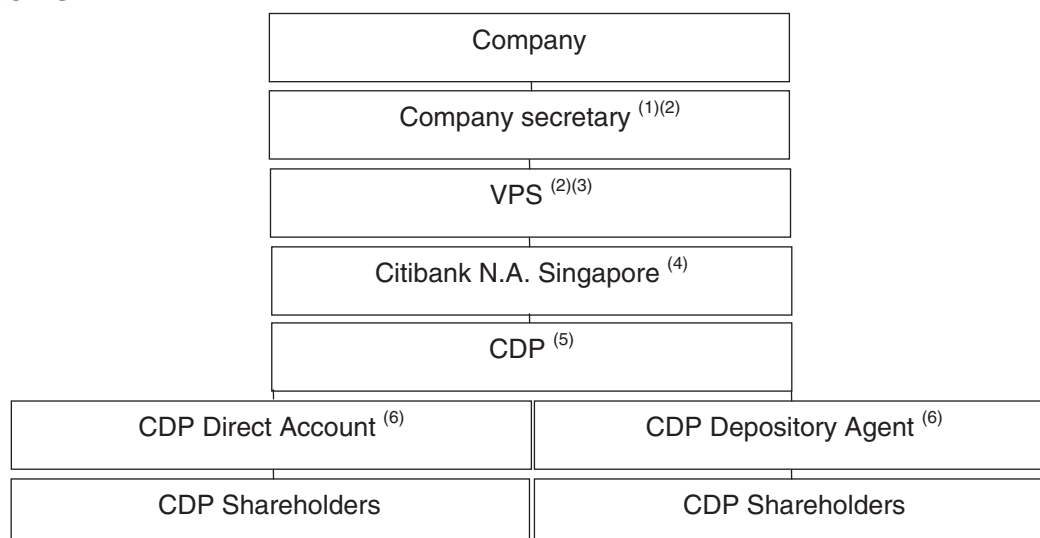 Company
Company secretary (1)(2)
VPS (2)(3)
Citibank N.A. Singapore (4)
CDP (5)
CDP Direct Account (6)
CDP Depository Agent (6)
CDP Shareholders
CDP Shareholders